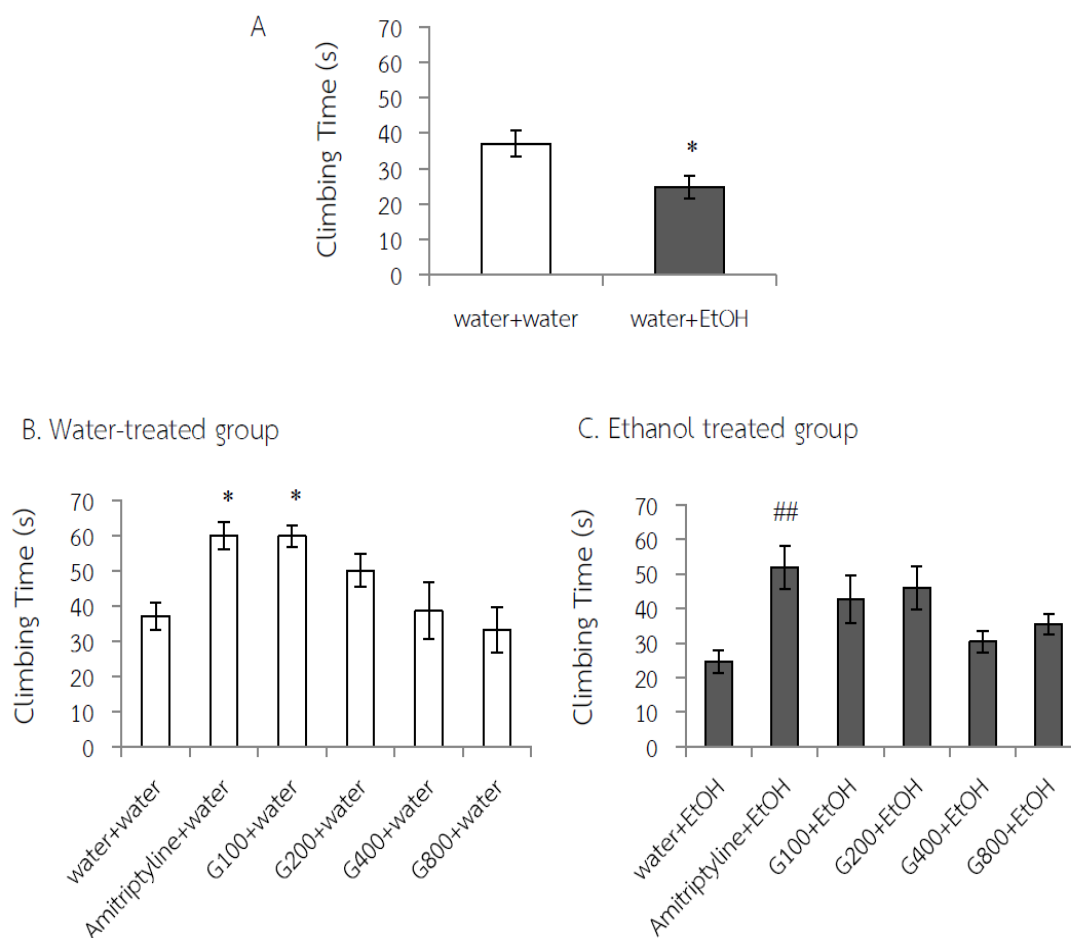 A
Climbing Time (s)
70
60
50
40
30
20
10
0
*
water+water water+EtOH
B. Water-treated group
Climbing Time (s)
70
60
50
40
30
20
10
0
* *
water+water
Amitriptyline+water
G100+water
G200+water
G400+water
G800+water
C. Ethanol treated group
Climbing Time (s)
70
60
50
40
30
20
10
0
##
water+EtOH
Amitriptyline+EtOH
G100+EtOH
G200+EtOH
G400+EtOH
G800+EtOH